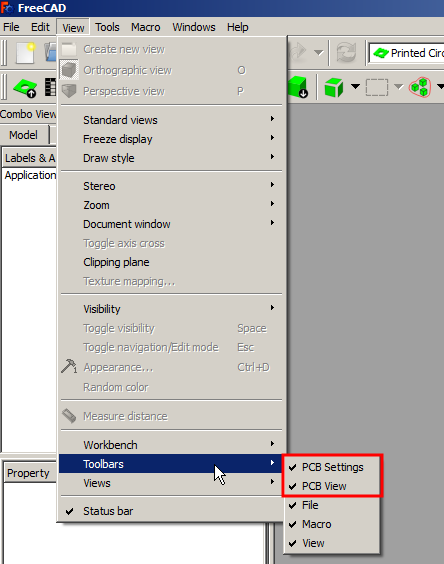 FreeCAD
File Edit View Tools Macro Windows Help
Create new view
Orthographic view O
Perspective view P
Standard views
Freeze display
Draw style
Stereo
Zoom
Document window
Toggle axis cross
Clipping plane
Texture mapping...
Visibility
Toggle visibility Space
Toggle navigation/Edit mode Esc
Appearance... Ctrl+D
Random color
Measure distance
Workbench
Toolbars
Views
Status bar
PCB Settings
PCB View
File
Macro
View
Printed Circ
Combo View
Model
Labels & A
Application
Property